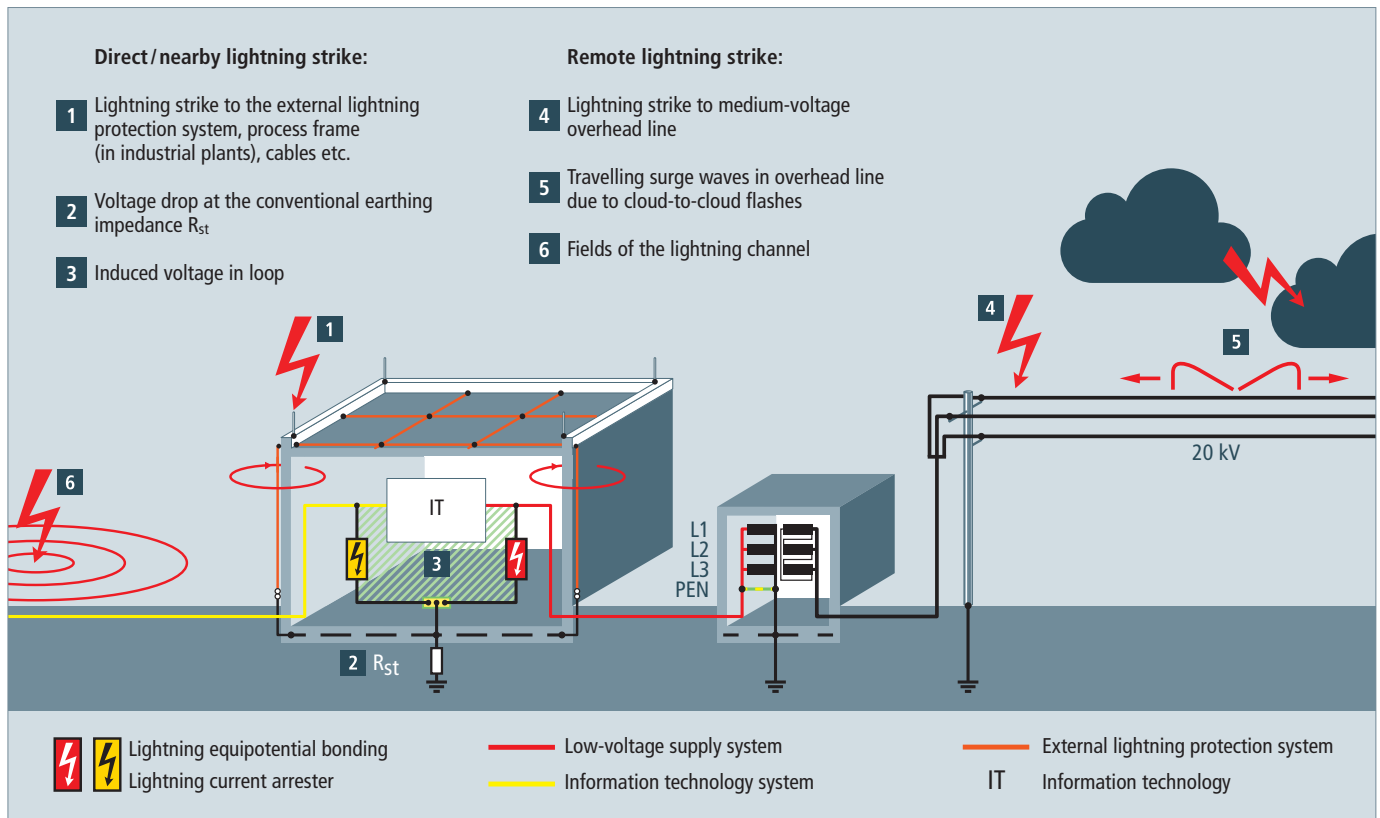 Direct / nearby lightning strike:
1 Lightning strike to the external lightning
protection system, process frame
(in industrial plants), cables etc.
2 Voltage drop at the conventional earthing
impedance Rst
3 Induced voltage in loop
Remote lightning strike:
4 Lightning strike to medium-voltage
overhead line
5 Travelling surge waves in overhead line
due to cloud-to-cloud flashes
6 Fields of the lightning channel
1
4
5
20 kV
6
IT
3
L1
L2
L3
PEN
2 Rst
Lightning equipotential bonding
Lightning current arrester
Low-voltage supply system
Information technology system
External lightning protection system
IT Information technology